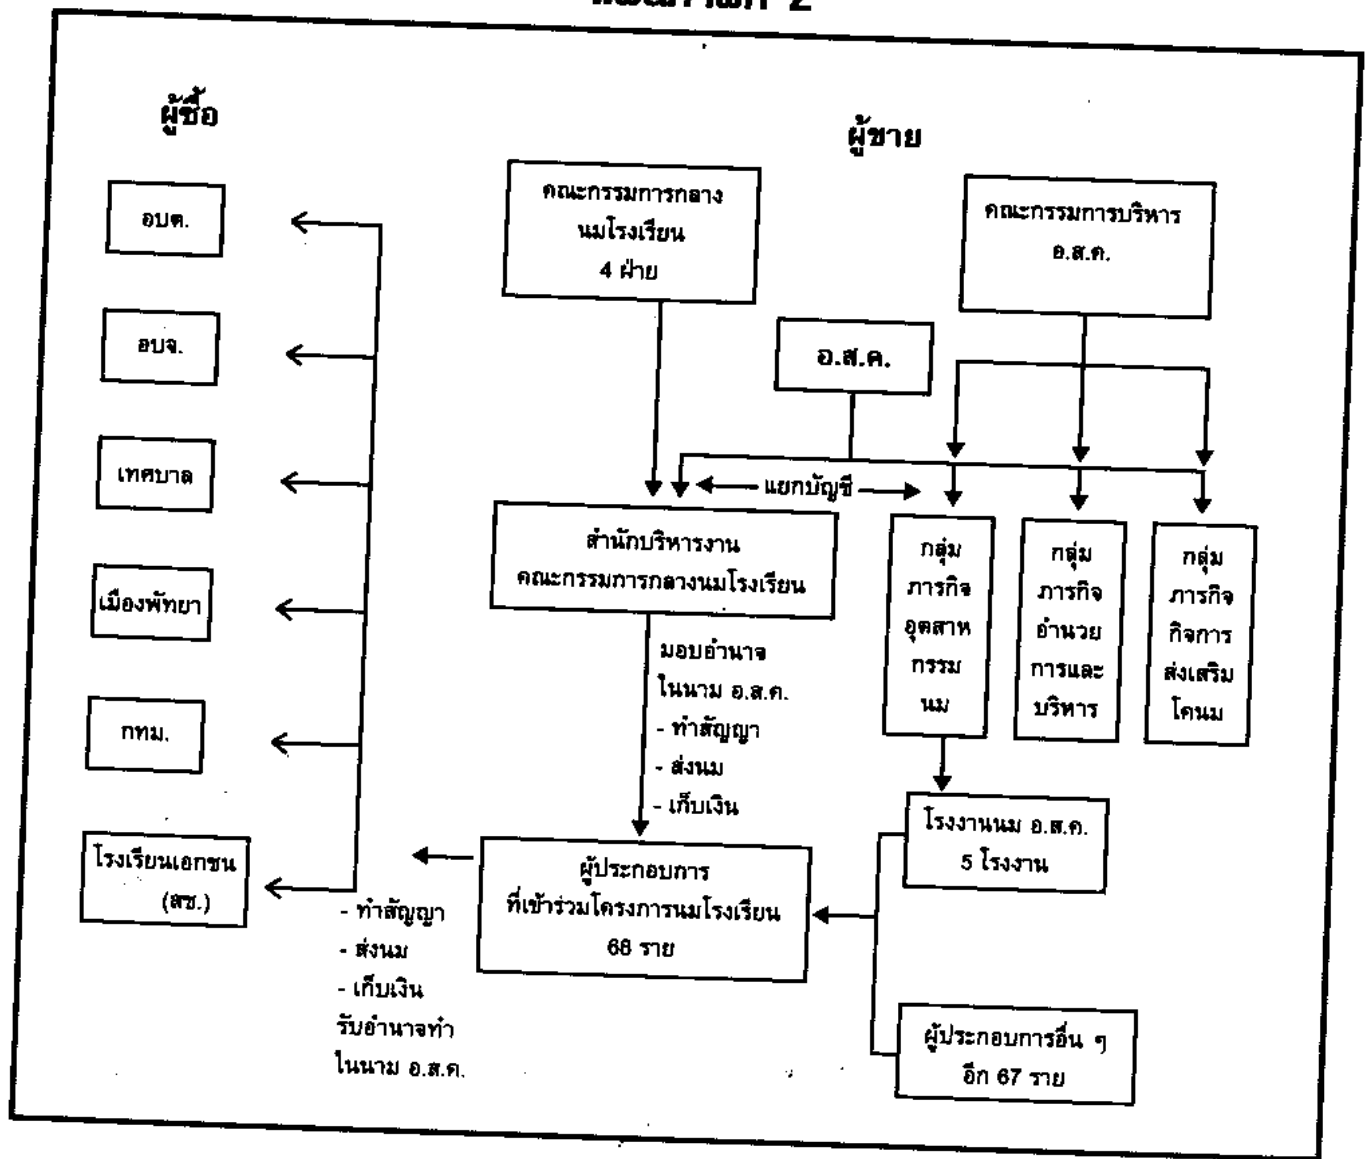 ผู้ซื้อ
ผู้ขาย
อบต.
อบจ.
เทศบาล
เมืองพัทยา
กทม.
โรงเรียนเอกชน
(สช.)
คณะกรรมการกลาง
นมโรงเรียน
4 ฝ่าย
คณะกรรมการบริหาร
อ.ส.ค.
อ.ส.ค.
แยกบัญชี
สำนักบริหารงาน
คณะกรรมการกลางนมโรงเรียน
กลุ่ม
ภารกิจ
อุตสาห
กรรม
นม
กลุ่ม
ภารกิจ
อำนวย
การและ
บริหาร
กลุ่ม
ภารกิจ
กิจการ
ส่งเสริม
โคนม
มอบอำนาจ
ในนาม อ.ส.ค.
- ทำสัญญา
- ส่งนม
- เก็บเงิน
โรงงานนม อ.ส.ค.
5 โรงงาน
ผู้ประกอบการ
ที่เข้าร่วมโครงการนมโรงเรียน
68 ราย
- ทำสัญญา
- ส่งนม
- เก็บเงิน
รับอำนาจทำ
ในนาม อ.ส.ค.
ผู้ประกอบการอื่น ๆ
อีก 67 ราย